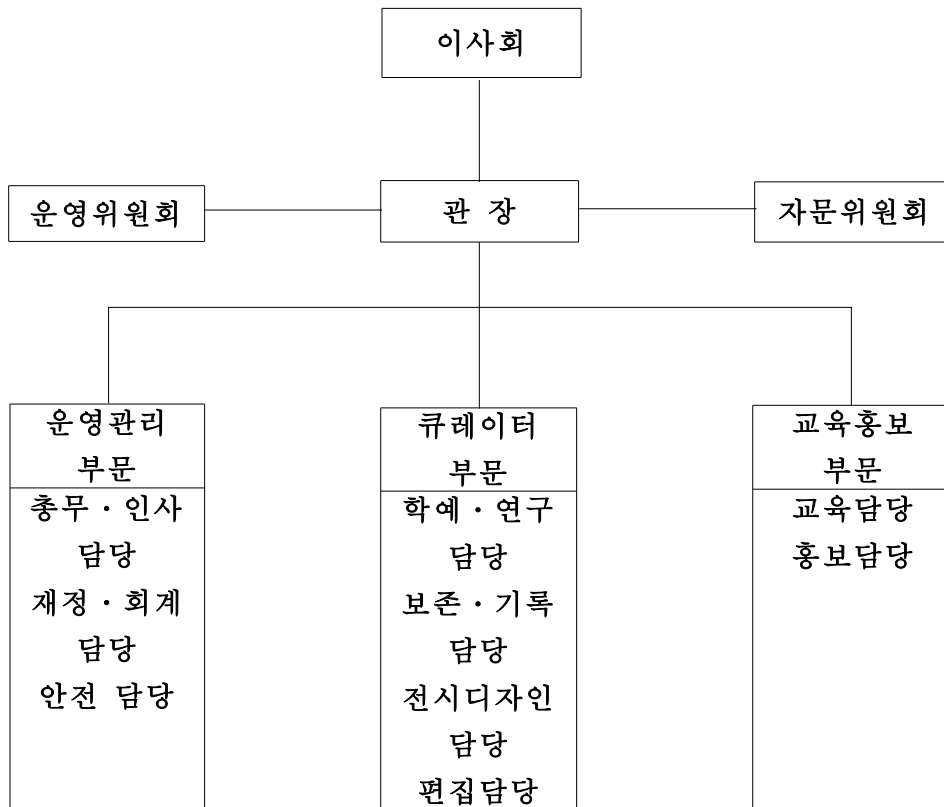 이사회
운영위원회
관 장
자문위원회
운영관리
부문
총무·인사
담당
재정·회계
담당
안전 담당
큐레이터
부문
학예·연구
담당
보존·기록
담당
전시디자인
담당
편집담당
교육홍보
부문
교육담당
홍보담당